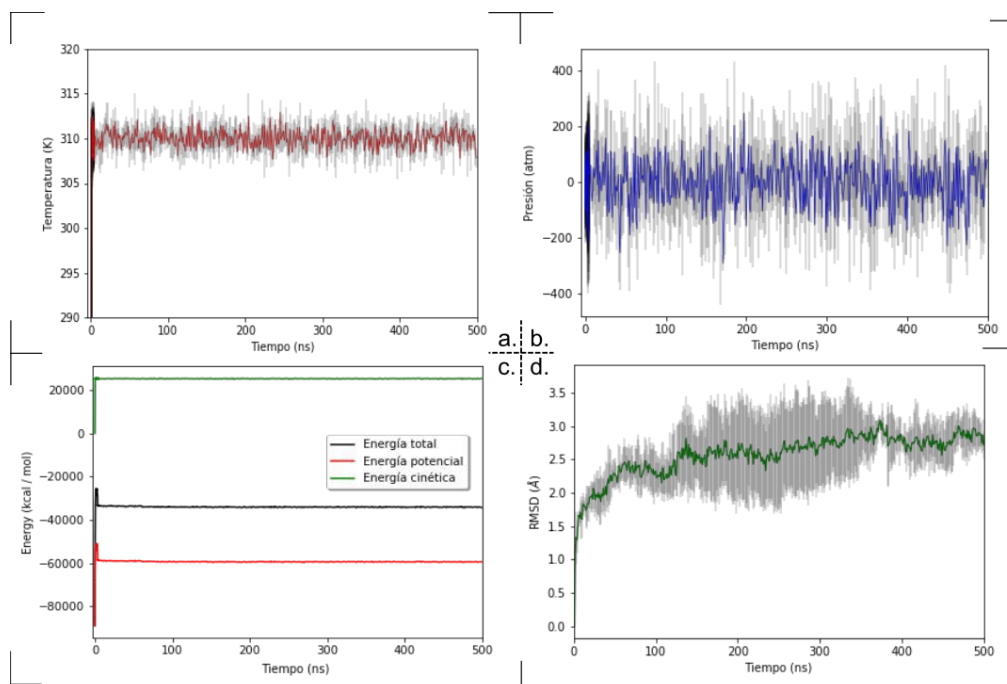 320
315
310
305
300
295
290
Temperatura (K)
0 100 200 300 400 500
Tiempo (ns)
400
200
0
−200
−400
Presión (atm)
0 100 200 300 400 500
Tiempo (ns)
a. b.
c. d.
20000
0
−20000
−40000
−60000
−80000
Energy (kcal / mol)
Energía total
Energía potencial
Energía cinética
0 100 200 300 400 500
Tiempo (ns)
3.5
3.0
2.5
2.0
1.5
1.0
0.5
0.0
RMSD (Å)
0 100 200 300 400 500
Tiempo (ns)